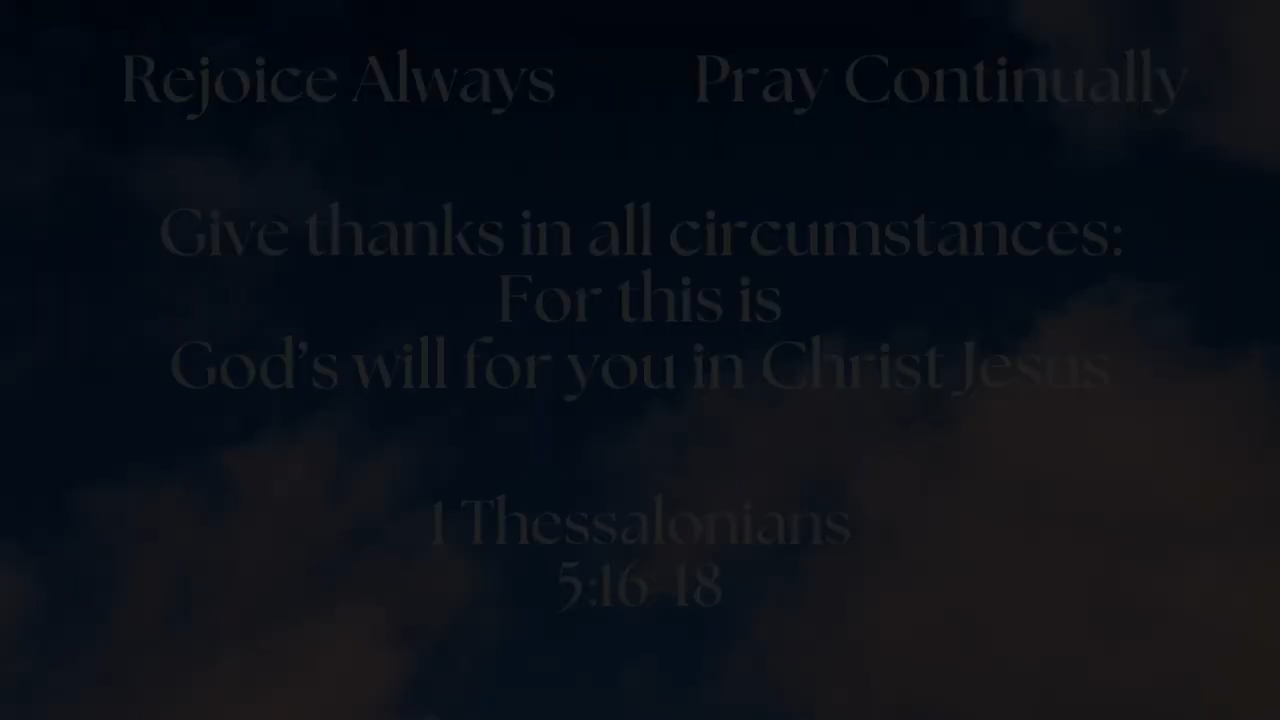 Rejoice Always Pray Continually
Give thanks in all circumstances:
For this is
God’s will for you in Christ Jesus
1 Thessalonians
5:16-18